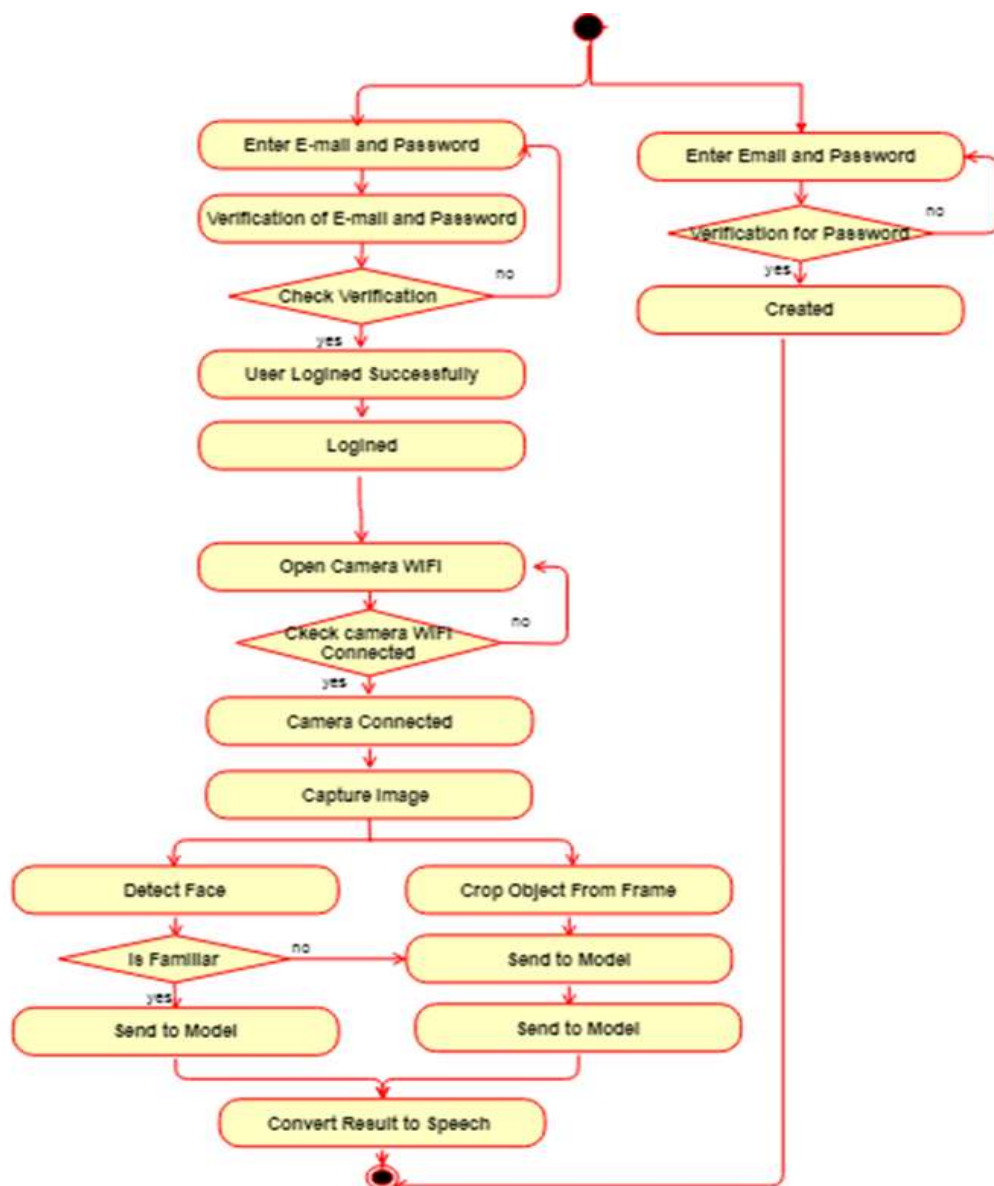 Enter E-mail and Password
Verification of E-mail and Password
no
Check Verification
yes
User Logined Successfully
Logined
Open Camera WIFI
no
Ckeck camera WIFI
Connected
yes
Camera Connected
Capture Image
Detect Face
Is Familiar
no
yes
Send to Model
Crop Object From Frame
Send to Model
Send to Model
Convert Result to Speech
Enter Email and Password
no
Verification for Password
yes
Created